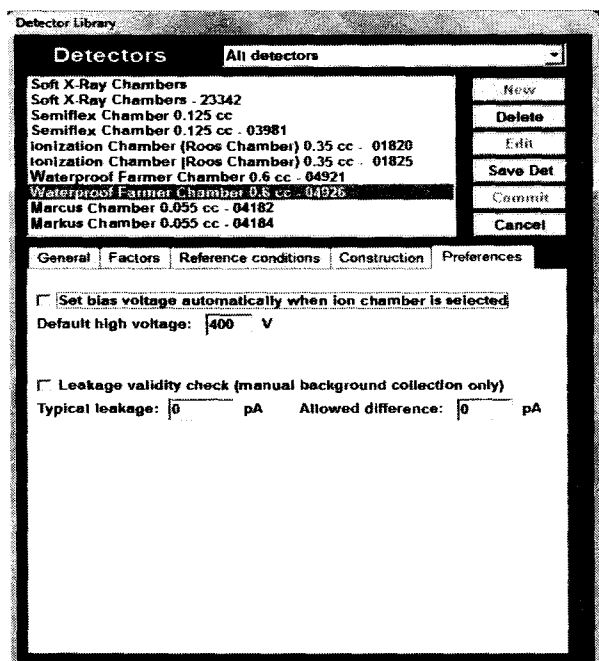 Detector Library
Detectors All detectors
Soft X-Ray Chambers
Soft X-Ray Chambers - 23342
Semiflex Chamber 0.125 cc
Semiflex Chamber 0.125 cc - 03981
Ionization Chamber (Roos Chamber) 0.35 cc - 01820
Ionization Chamber (Roos Chamber) 0.35 cc - 01825
Waterproof Farmer Chamber 0.6 cc - 04921
Waterproof Farmer Chamber 0.6 cc - 04926
Marcus Chamber 0.055 cc - 04182
Markus Chamber 0.055 cc - 04184
New
Delete
Edit
Save Det
Commit
Cancel
General Factors Reference conditions Construction Preferences
Set bias voltage automatically when ion chamber is selected
Default high voltage: 400 V
Leakage validity check (manual background collection only)
Typical leakage: 0 pA Allowed difference: 0 pA